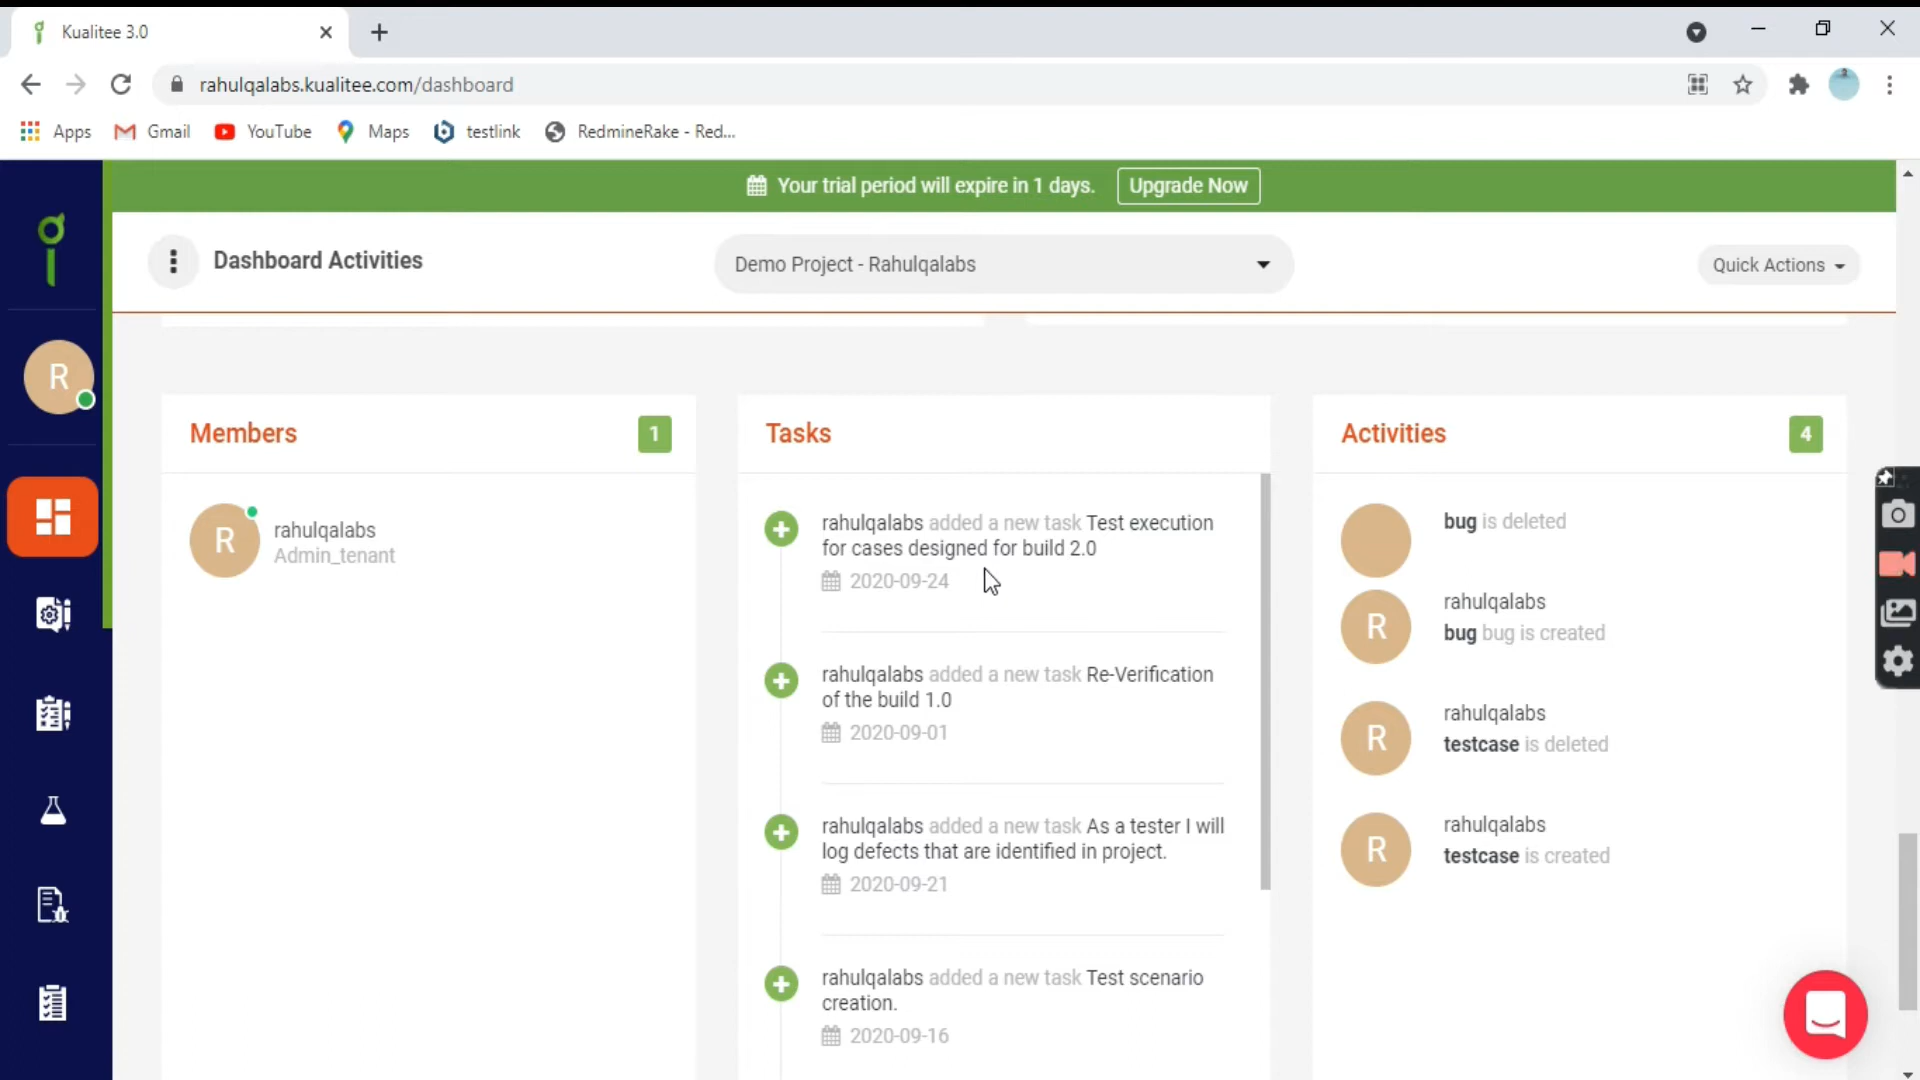 Kualitee 3.0
rahulqalabs.kualitee.com/dashboard
Apps Gmail YouTube Maps testlink RedmineRake - Red...
Your trial period will expire in 1 days. Upgrade Now
Dashboard Activities
Demo Project - Rahulqalabs
Quick Actions
R
Members 1
R
rahulqalabs
Admin_tenant
Tasks
rahulqalabs added a new task Test execution
for cases designed for build 2.0
2020-09-24
rahulqalabs added a new task Re-Verification
of the build 1.0
2020-09-01
rahulqalabs added a new task As a tester I will
log defects that are identified in project.
2020-09-21
rahulqalabs added a new task Test scenario
creation.
2020-09-16
Activities 4
bug is deleted
R
rahulqalabs
bug bug is created
R
rahulqalabs
testcase is deleted
R
rahulqalabs
testcase is created